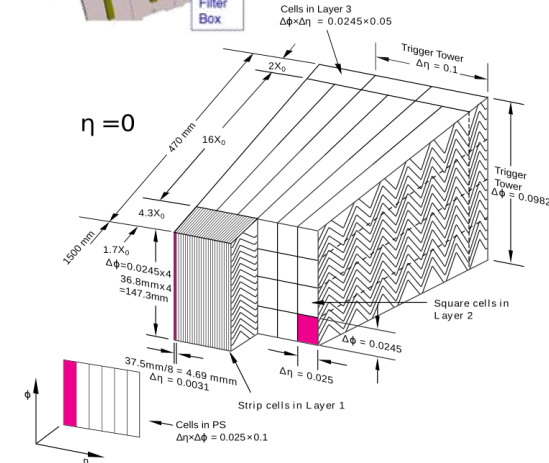 Filter
Box
Cells in Layer 3
Δϕ×Δη = 0.0245×0.05
Trigger Tower
Δη = 0.1
2X₀
η =0
470 mm
16X₀
Trigger
Tower
Δϕ = 0.0982
4.3X₀
1500 mm
1.7X₀
Δϕ=0.0245x4
36.8mmx4
=147.3mm
Square cells in
Layer 2
Δϕ = 0.0245
37.5mm/8 = 4.69 mmm
Δη = 0.0031
Δη = 0.025
Strip cells in Layer 1
ϕ
Cells in PS
Δη×Δϕ = 0.025×0.1
η